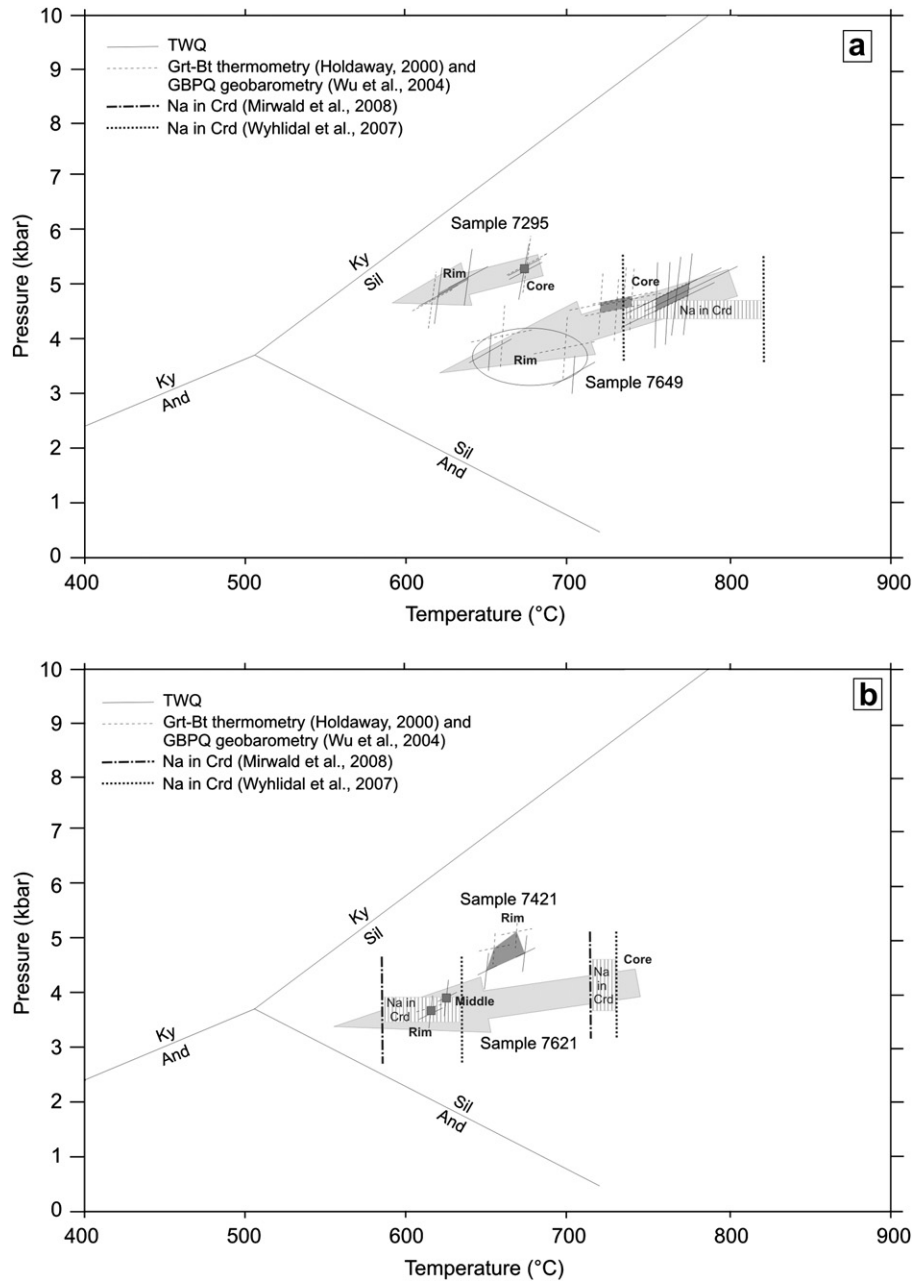 a
TWQ
Grt-Bt thermometry (Holdaway, 2000) and
GBPQ geobarometry (Wu et al., 2004)
Na in Crd (Mirwald et al., 2008)
Na in Crd (Wyhlidal et al., 2007)
Pressure (kbar)
10
9
8
7
6
5
4
3
2
1
0
Sample 7295
Ky
Sil
Rim
Core
Core
Na in Crd
Rim
Sample 7649
Ky
And
Sil
And
400
500
600
700
800
900
Temperature (°C)
b
TWQ
Grt-Bt thermometry (Holdaway, 2000) and
GBPQ geobarometry (Wu et al., 2004)
Na in Crd (Mirwald et al., 2008)
Na in Crd (Wyhlidal et al., 2007)
Pressure (kbar)
10
9
8
7
6
5
4
3
2
1
0
Sample 7421
Rim
Ky
Sil
Core
Na
in
Crd
Na in
Crd
Middle
Rim
Sample 7621
Ky
And
Sil
And
400
500
600
700
800
900
Temperature (°C)